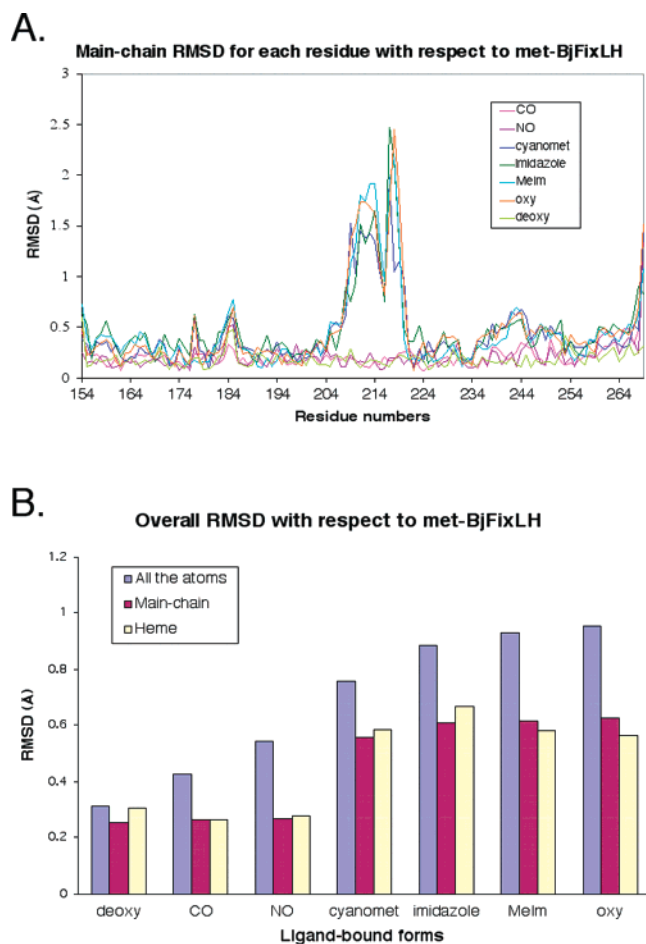 A.
Main-chain RMSD for each residue with respect to met-BjFixLH
3
2.5
2
1.5
1
0.5
0
RMSD (Å)
CO
NO
cyanomet
imidazole
MeIm
oxy
deoxy
154 164 174 184 194 204 214 224 234 244 254 264
Residue numbers
B.
Overall RMSD with respect to met-BjFixLH
1.2
1
0.8
0.6
0.4
0.2
0
RMSD (Å)
All the atoms
Main-chain
Heme
deoxy CO NO cyanomet imidazole MeIm oxy
Ligand-bound forms